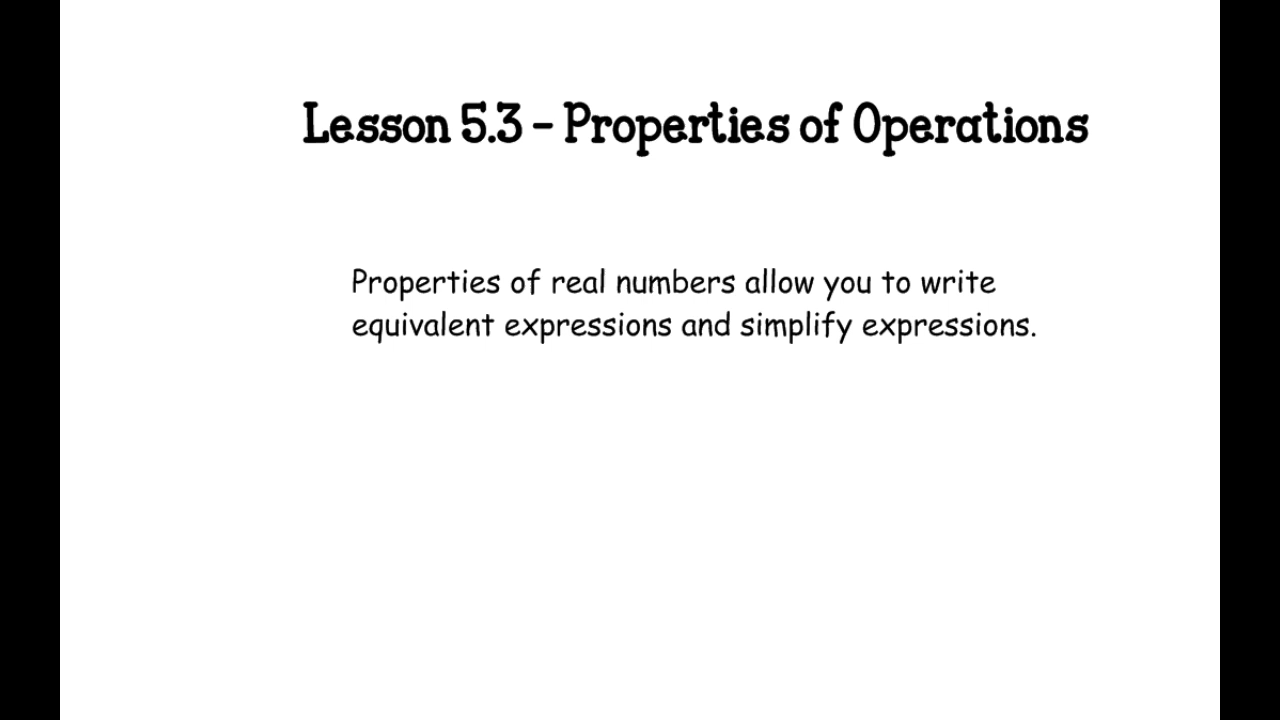 Lesson 5.3 - Properties of Operations
Properties of real numbers allow you to write
equivalent expressions and simplify expressions.